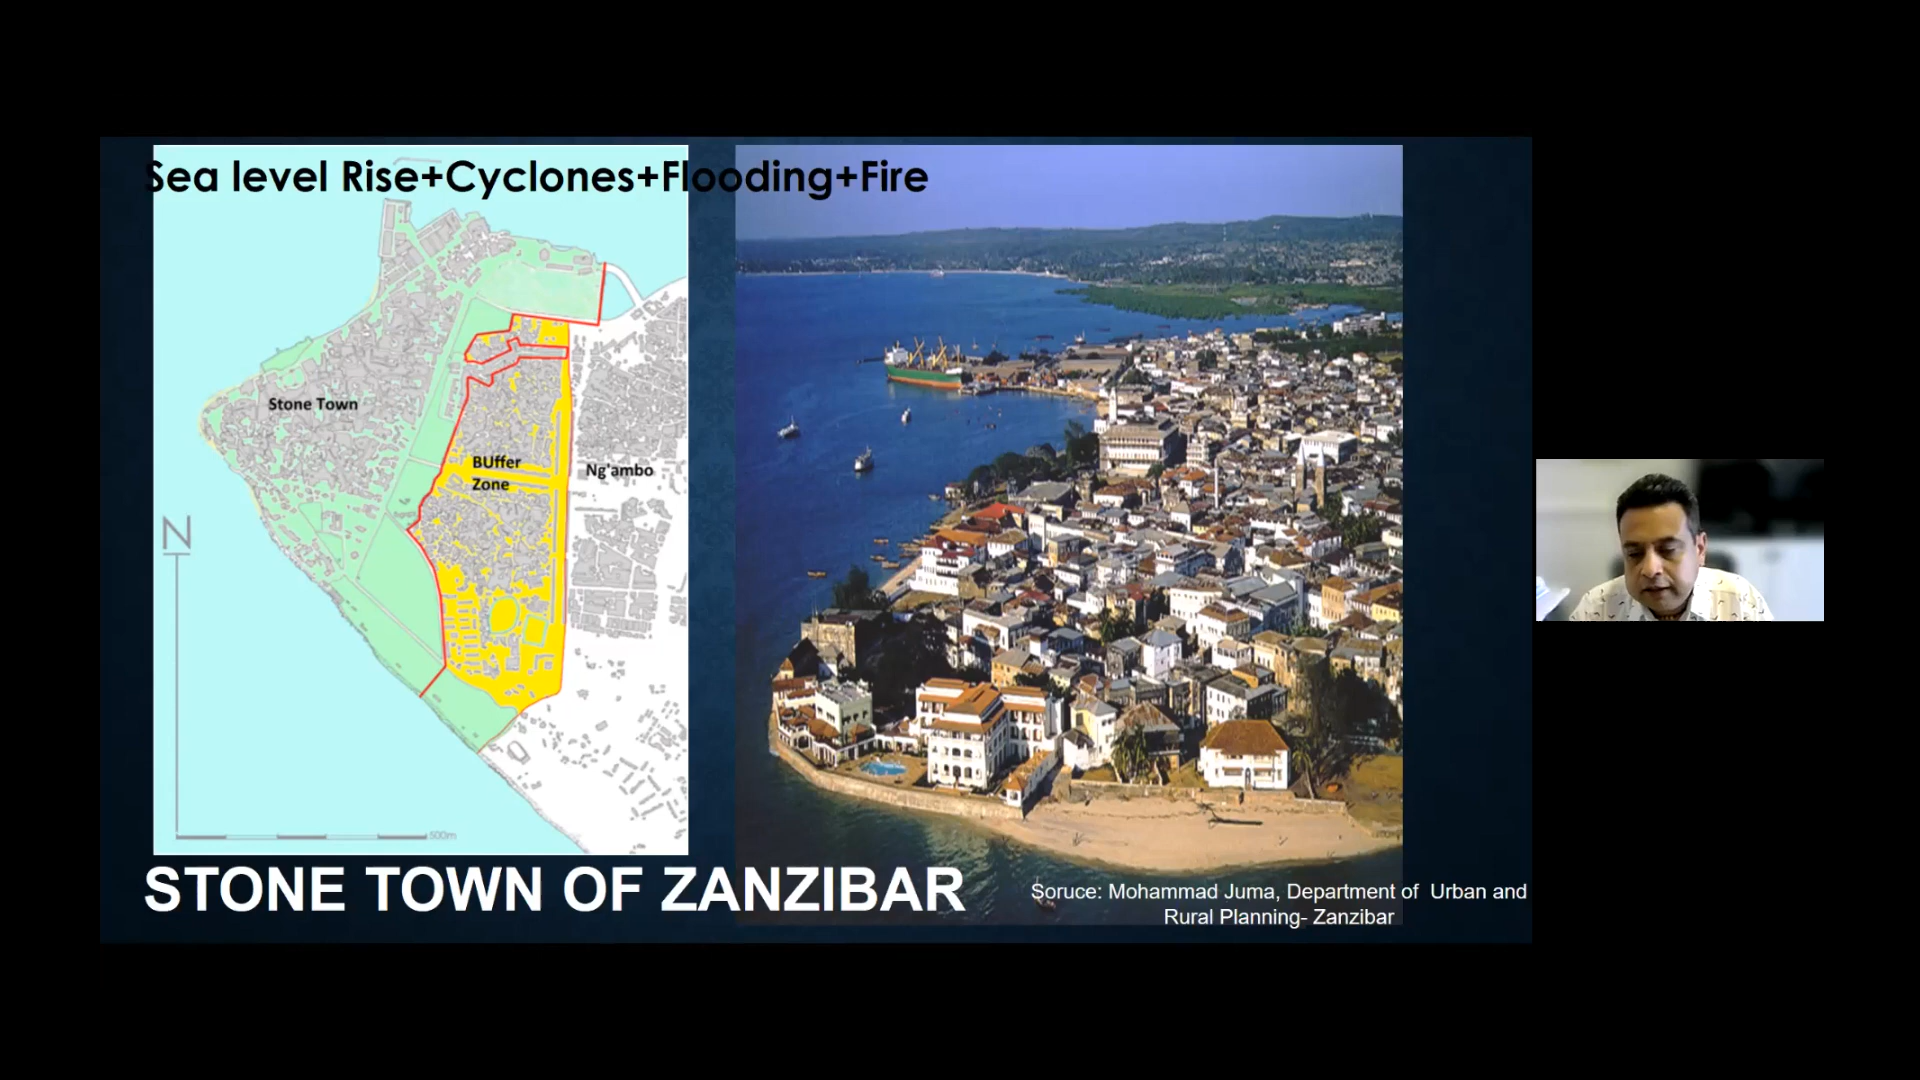 Sea level Rise+Cyclones+Flooding+Fire
Stone Town
BUffer
Zone
Ng'ambo
N
500m
STONE TOWN OF ZANZIBAR
Soruce: Mohammad Juma, Department of Urban and
Rural Planning- Zanzibar